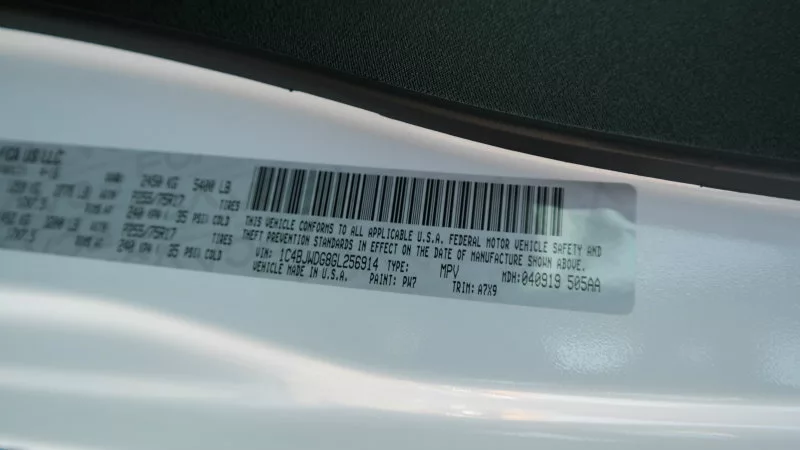 US LLC
2450 KG 5400 LB
P255/75R17 TIRES
240 KPA / 35 PSI COLD
P255/75R17 TIRES
240 KPA / 35 PSI COLD
THIS VEHICLE CONFORMS TO ALL APPLICABLE U.S.A. FEDERAL MOTOR VEHICLE SAFETY AND
THEFT PREVENTION STANDARDS IN EFFECT ON THE DATE OF MANUFACTURE SHOWN ABOVE.
VIN: 1C4BJWDG8GL256914 TYPE: MPV MDH:040919 505AA
VEHICLE MADE IN U.S.A. PAINT: PW7 TRIM: A7X9